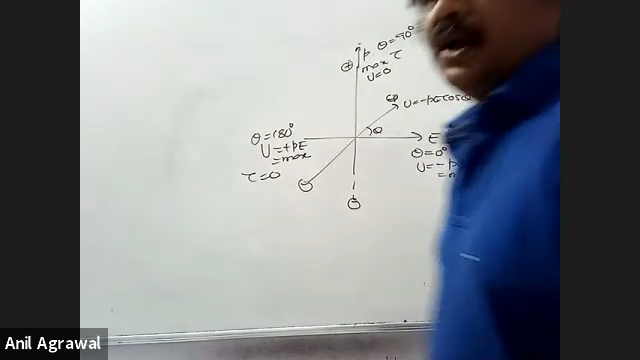 θ=90°
p
max τ
U=0
U=-pEcosθ
θ
θ=180°
U=+pE
=max
τ=0
E
θ=0°
U=-p
=m
Anil Agrawal